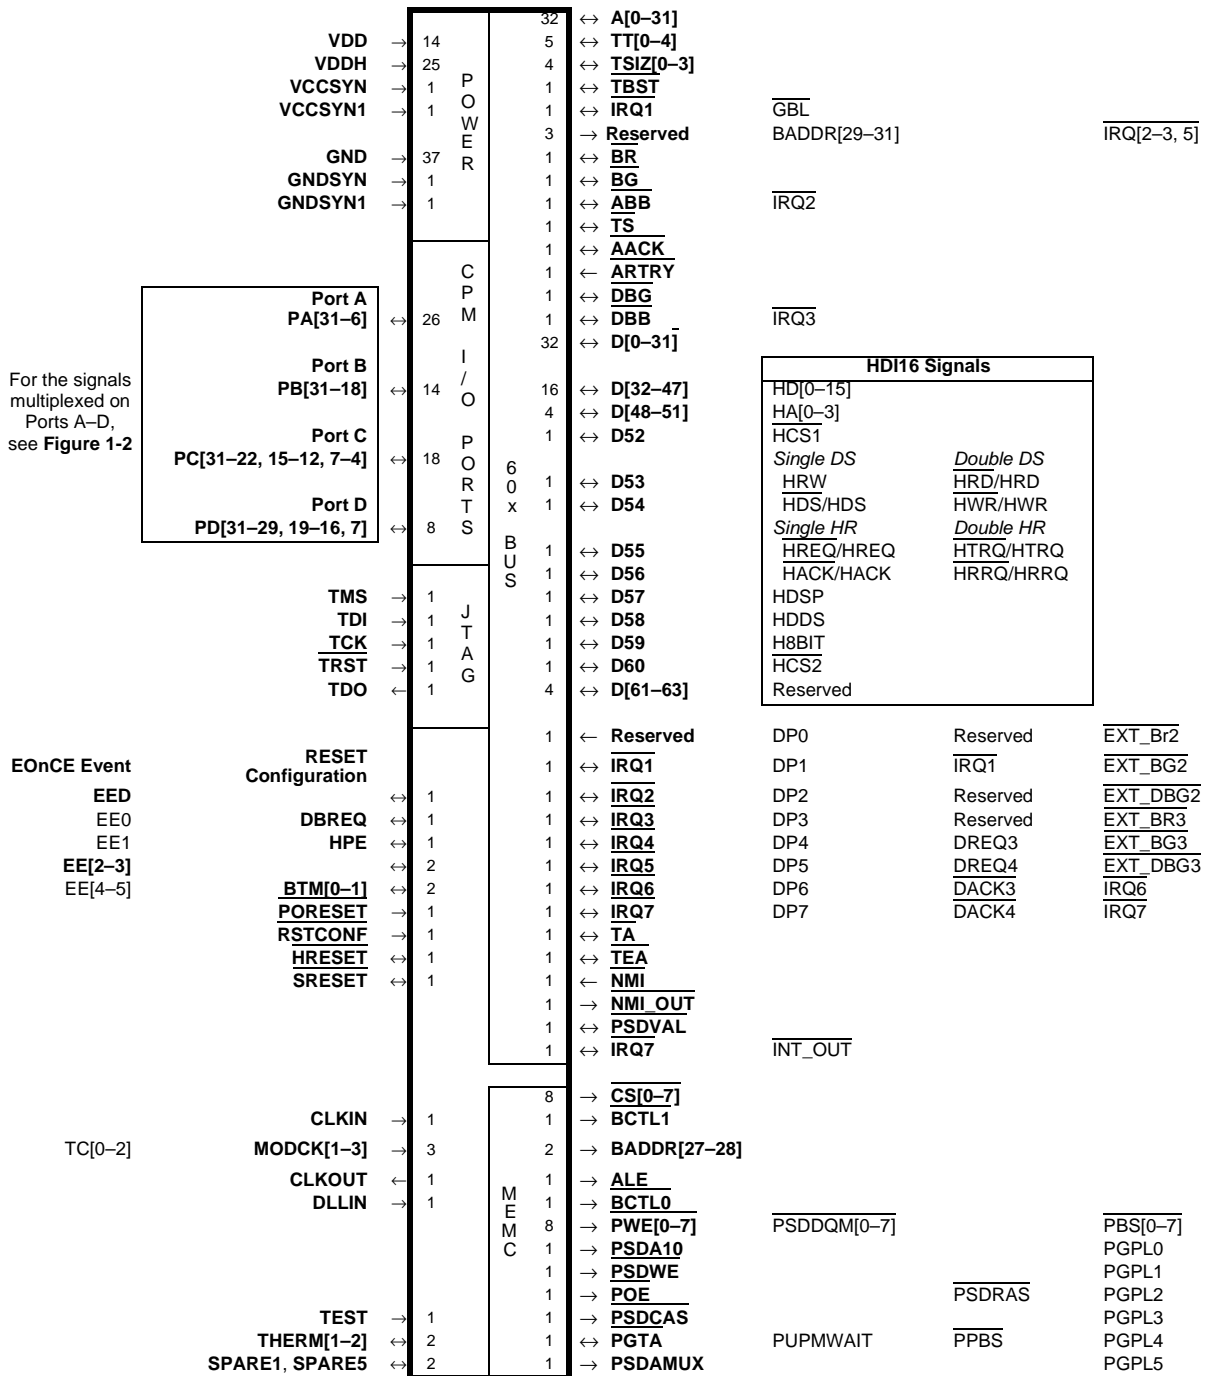 32 ↔ A[0–31]
VDD → 14 5 ↔ TT[0–4]
VDDH → 25 4 ↔ TSIZ[0–3]
VCCSYN → 1 1 ↔ TBST
VCCSYN1 → 1 1 ↔ IRQ1 GBL
3 → Reserved BADDR[29–31] IRQ[2–3, 5]
GND → 37 1 ↔ BR
GNDSYN → 1 1 ↔ BG
GNDSYN1 → 1 1 ↔ ABB IRQ2
POWER
1 ↔ TS
1 ↔ AACK
1 ← ARTRY
Port A 1 ↔ DBG
PA[31–6] ↔ 26 1 ↔ DBB IRQ3
32 ↔ D[0–31]
Port B HDI16 Signals
For the signals
multiplexed on
Ports A–D,
see Figure 1-2
PB[31–18] ↔ 14 16 ↔ D[32–47] HD[0–15]
4 ↔ D[48–51] HA[0–3]
Port C 1 ↔ D52 HCS1
PC[31–22, 15–12, 7–4] ↔ 18 Single DS Double DS
1 ↔ D53 HRW HRD/HRD
Port D 1 ↔ D54 HDS/HDS HWR/HWR
PD[31–29, 19–16, 7] ↔ 8 Single HR Double HR
CPM I/O PORTS
60x BUS
1 ↔ D55 HREQ/HREQ HTRQ/HTRQ
1 ↔ D56 HACK/HACK HRRQ/HRRQ
TMS → 1 1 ↔ D57 HDSP
TDI → 1 1 ↔ D58 HDDS
TCK → 1 1 ↔ D59 H8BIT
TRST → 1 1 ↔ D60 HCS2
TDO ← 1 4 ↔ D[61–63] Reserved
JTAG
1 ← Reserved DP0 Reserved EXT_Br2
EOnCE Event RESET Configuration 1 ↔ IRQ1 DP1 IRQ1 EXT_BG2
EED ↔ 1 1 ↔ IRQ2 DP2 Reserved EXT_DBG2
EE0 DBREQ ↔ 1 1 ↔ IRQ3 DP3 Reserved EXT_BR3
EE1 HPE ↔ 1 1 ↔ IRQ4 DP4 DREQ3 EXT_BG3
EE[2–3] ↔ 2 1 ↔ IRQ5 DP5 DREQ4 EXT_DBG3
EE[4–5] BTM[0–1] ↔ 2 1 ↔ IRQ6 DP6 DACK3 IRQ6
PORESET → 1 1 ↔ IRQ7 DP7 DACK4 IRQ7
RSTCONF → 1 1 ↔ TA
HRESET ↔ 1 1 ↔ TEA
SRESET ↔ 1 1 ← NMI
1 → NMI_OUT
1 ↔ PSDVAL
1 ↔ IRQ7 INT_OUT
8 → CS[0–7]
CLKIN → 1 1 → BCTL1
TC[0–2] MODCK[1–3] → 3 2 → BADDR[27–28]
CLKOUT ← 1 1 → ALE
DLLIN → 1 1 → BCTL0
MEMC
8 → PWE[0–7] PSDDQM[0–7] PBS[0–7]
1 → PSDA10 PGPL0
1 → PSDWE PGPL1
1 → POE PSDRAS PGPL2
TEST → 1 1 → PSDCAS PGPL3
THERM[1–2] ↔ 2 1 ↔ PGTA PUPMWAIT PPBS PGPL4
SPARE1, SPARE5 ↔ 2 1 → PSDAMUX PGPL5